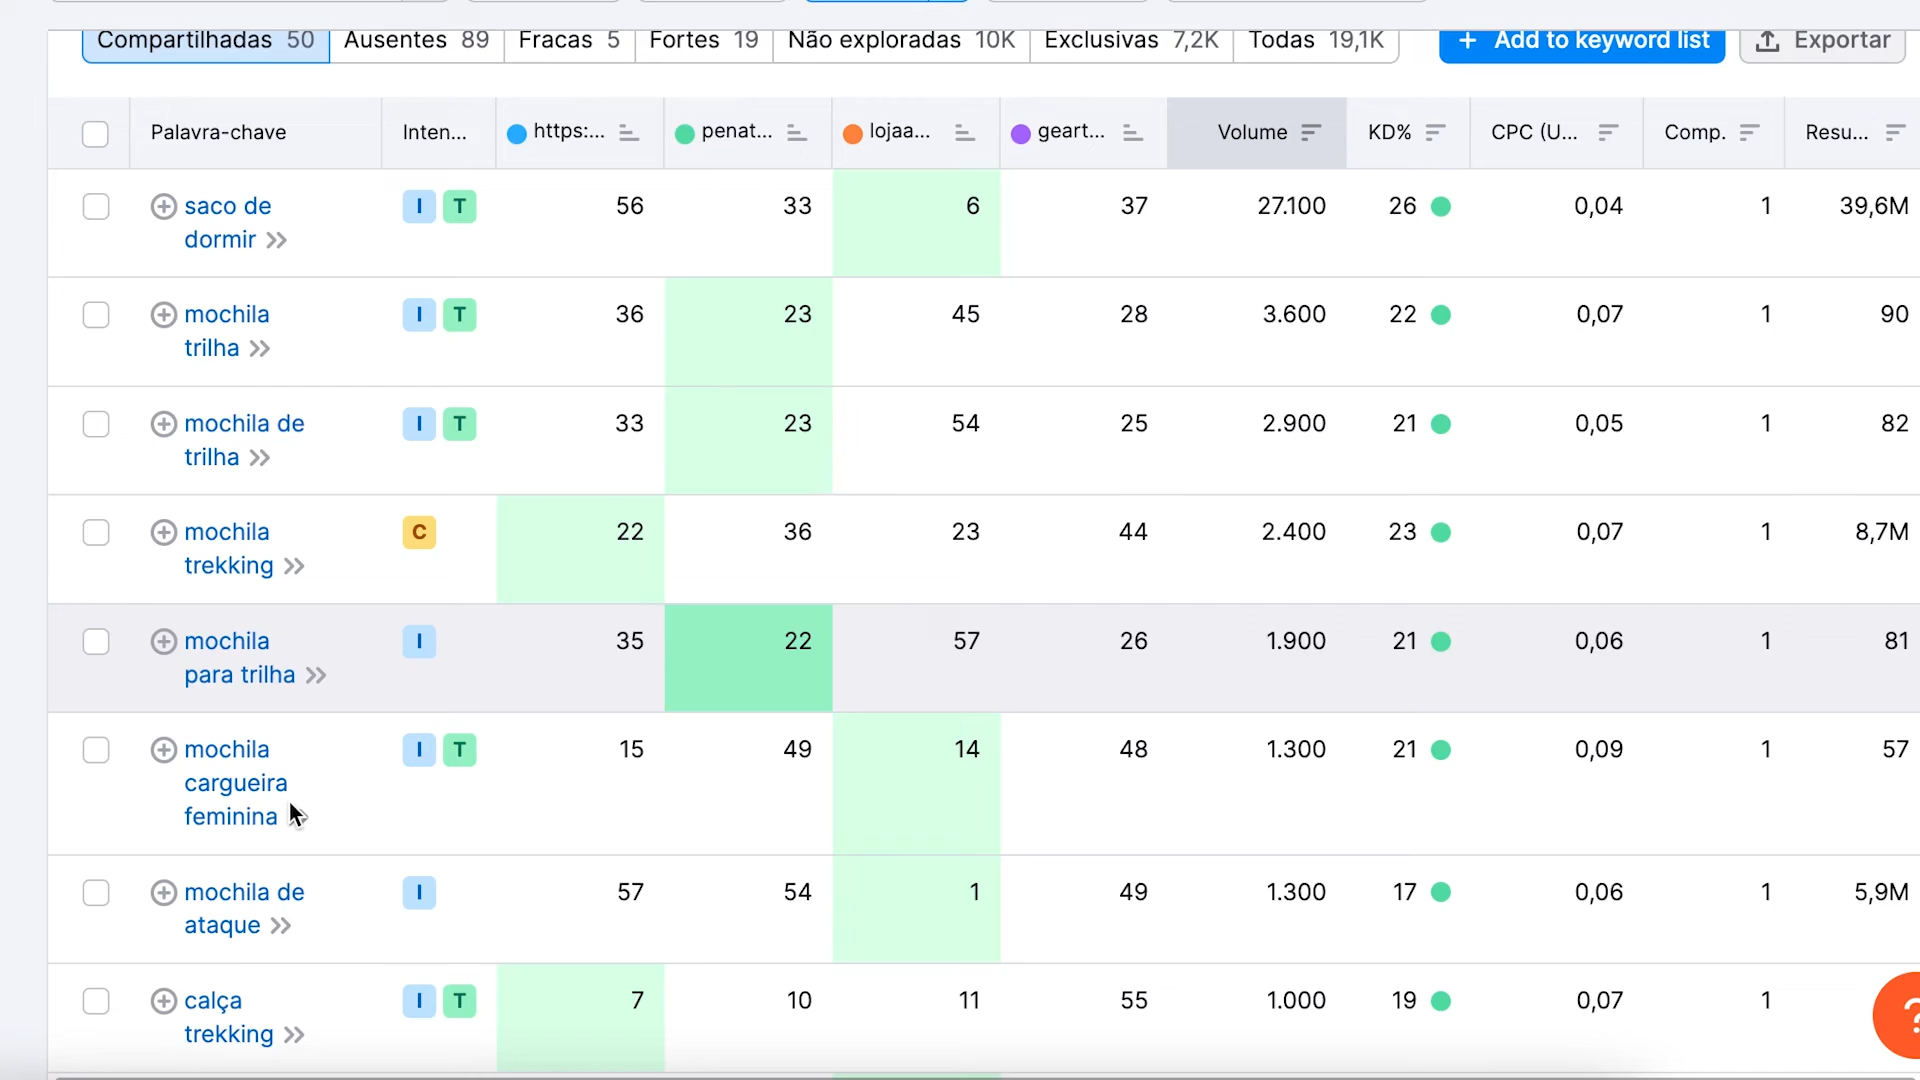 Compartilhadas 50 Ausentes 89 Fracas 5 Fortes 19 Não exploradas 10K Exclusivas 7,2K Todas 19,1K + Add to keyword list Exportar
Palavra-chave Inten... https:... penat... lojaa... geart... Volume KD% CPC (U... Comp. Resu...
saco de I T 56 33 6 37 27.100 26 0,04 1 39,6M
dormir >>
mochila I T 36 23 45 28 3.600 22 0,07 1 90
trilha >>
mochila de I T 33 23 54 25 2.900 21 0,05 1 82
trilha >>
mochila C 22 36 23 44 2.400 23 0,07 1 8,7M
trekking >>
mochila I 35 22 57 26 1.900 21 0,06 1 81
para trilha >>
mochila I T 15 49 14 48 1.300 21 0,09 1 57
cargueira
feminina
mochila de I 57 54 1 49 1.300 17 0,06 1 5,9M
ataque >>
calça I T 7 10 11 55 1.000 19 0,07 1
trekking >>
?